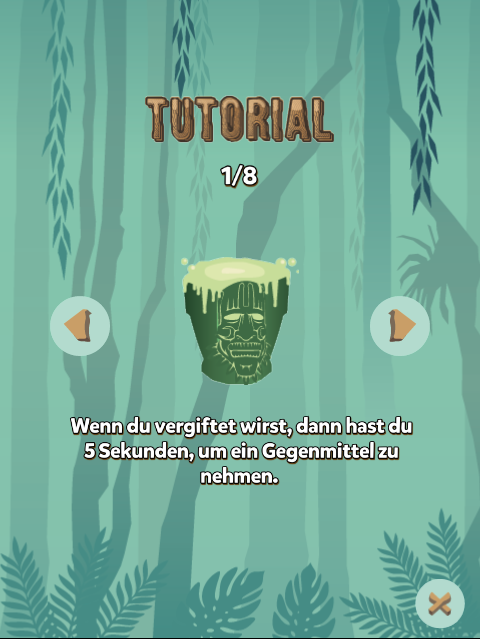 TUTORIAL
1/8
Wenn du vergiftet wirst, dann hast du
5 Sekunden, um ein Gegenmittel zu
nehmen.